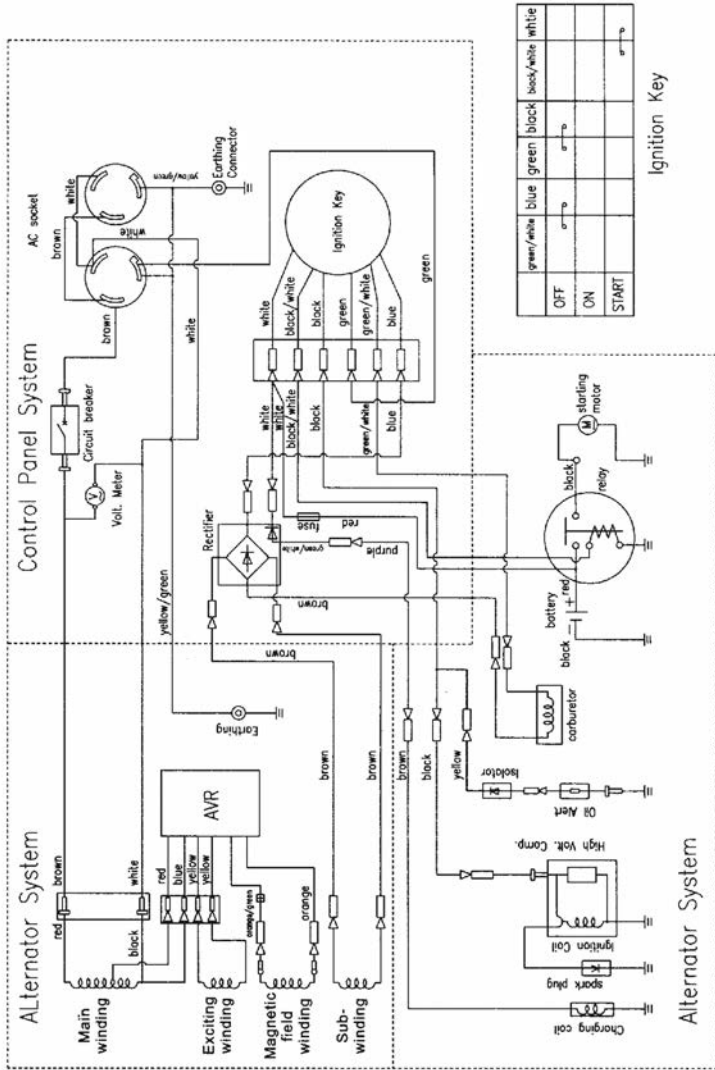 Control Panel System
ALternator System
Alternator System
Main
winding
Exciting
winding
Magnetic
field
winding
Sub-
winding
red
brown
black
white
red
blue
yellow
yellow
AVR
orange/green
orange
brown
brown
brown
Earthing
yellow/green
Volt. Meter
V
Circuit breaker
brown
white
AC socket
brown
white
white
yellow/green
Earthing
Connector
Rectifier
green/white
purple
brown
fuse
red
white
white
black/white
black
green/white
blue
white
black/white
black
green
green/white
blue
Ignition Key
green
Charging coil
spark plug
Ignition Coil
High Volt. Comp.
Oil Alert
Isolator
brown
black
yellow
carburetor
black
battery
red
- +
relay
black
starting
motor
M
green/white blue green black black/white whtie
OFF
ON
START
Ignition Key